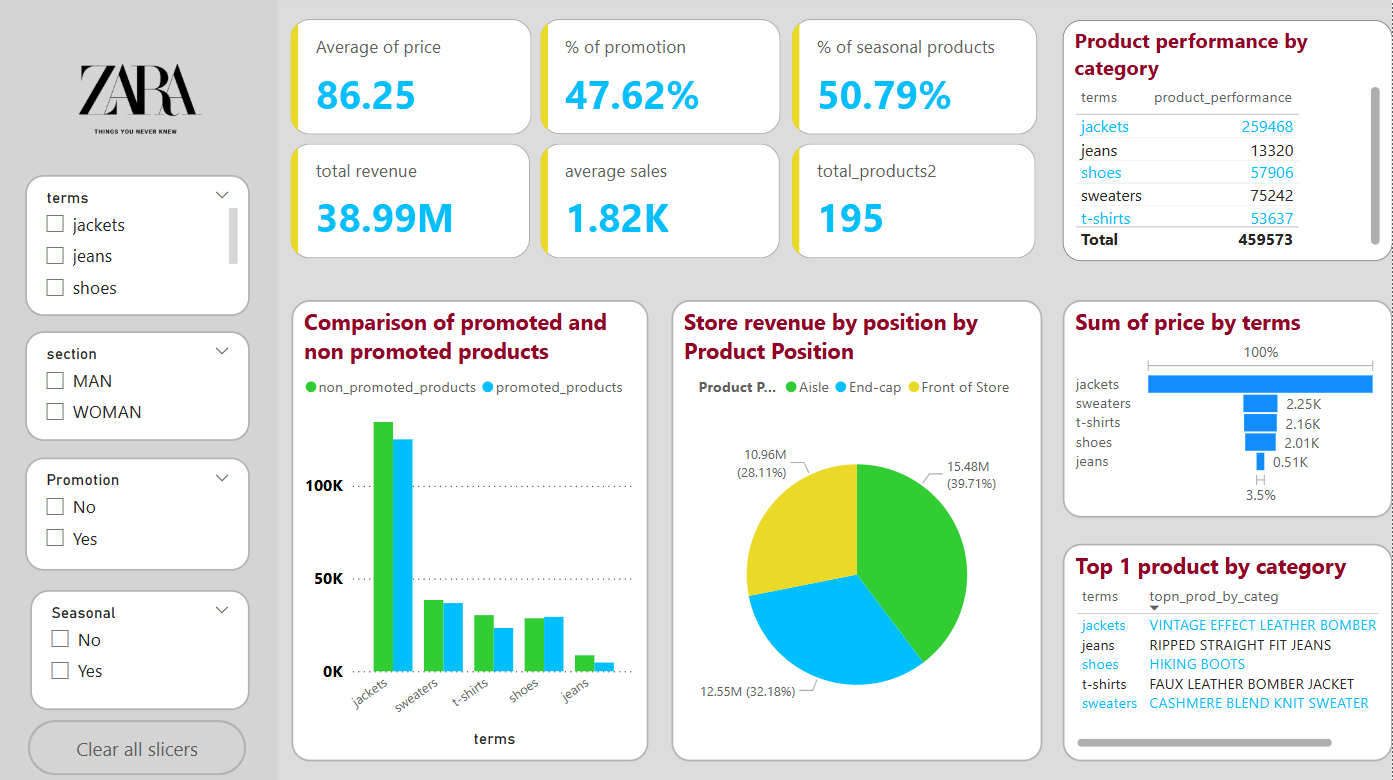 ZARA
THINGS YOU NEVER KNEW
terms
jackets
jeans
shoes
section
MAN
WOMAN
Promotion
No
Yes
Seasonal
No
Yes
Clear all slicers
Average of price
86.25
% of promotion
47.62%
% of seasonal products
50.79%
total revenue
38.99M
average sales
1.82K
total_products2
195
Product performance by
category
terms product_performance
jackets 259468
jeans 13320
shoes 57906
sweaters 75242
t-shirts 53637
Total 459573
Comparison of promoted and
non promoted products
non_promoted_products promoted_products
100K
50K
0K
jackets sweaters t-shirts shoes jeans
terms
Store revenue by position by
Product Position
Product P... Aisle End-cap Front of Store
10.96M
(28.11%)
15.48M
(39.71%)
12.55M (32.18%)
Sum of price by terms
100%
jackets
sweaters 2.25K
t-shirts 2.16K
shoes 2.01K
jeans 0.51K
3.5%
Top 1 product by category
terms topn_prod_by_categ
jackets VINTAGE EFFECT LEATHER BOMBER
jeans RIPPED STRAIGHT FIT JEANS
shoes HIKING BOOTS
t-shirts FAUX LEATHER BOMBER JACKET
sweaters CASHMERE BLEND KNIT SWEATER